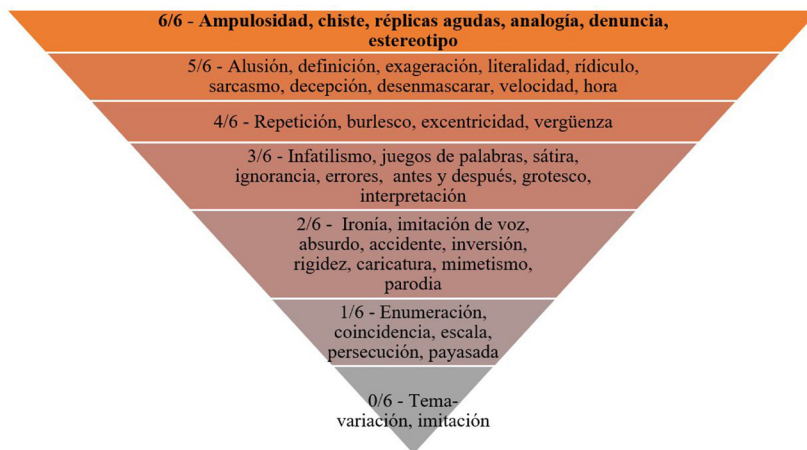 6/6 - Ampulosidad, chiste, réplicas agudas, analogía, denuncia,
estereotipo
5/6 - Alusión, definición, exageración, literalidad, rídiculo,
sarcasmo, decepción, desenmascarar, velocidad, hora
4/6 - Repetición, burlesco, excentricidad, vergüenza
3/6 - Infatilismo, juegos de palabras, sátira,
ignorancia, errores, antes y después, grotesco,
interpretación
2/6 - Ironía, imitación de voz,
absurdo, accidente, inversión,
rigidez, caricatura, mimetismo,
parodia
1/6 - Enumeración,
coincidencia, escala,
persecución, payasada
0/6 - Tema-
variación, imitación